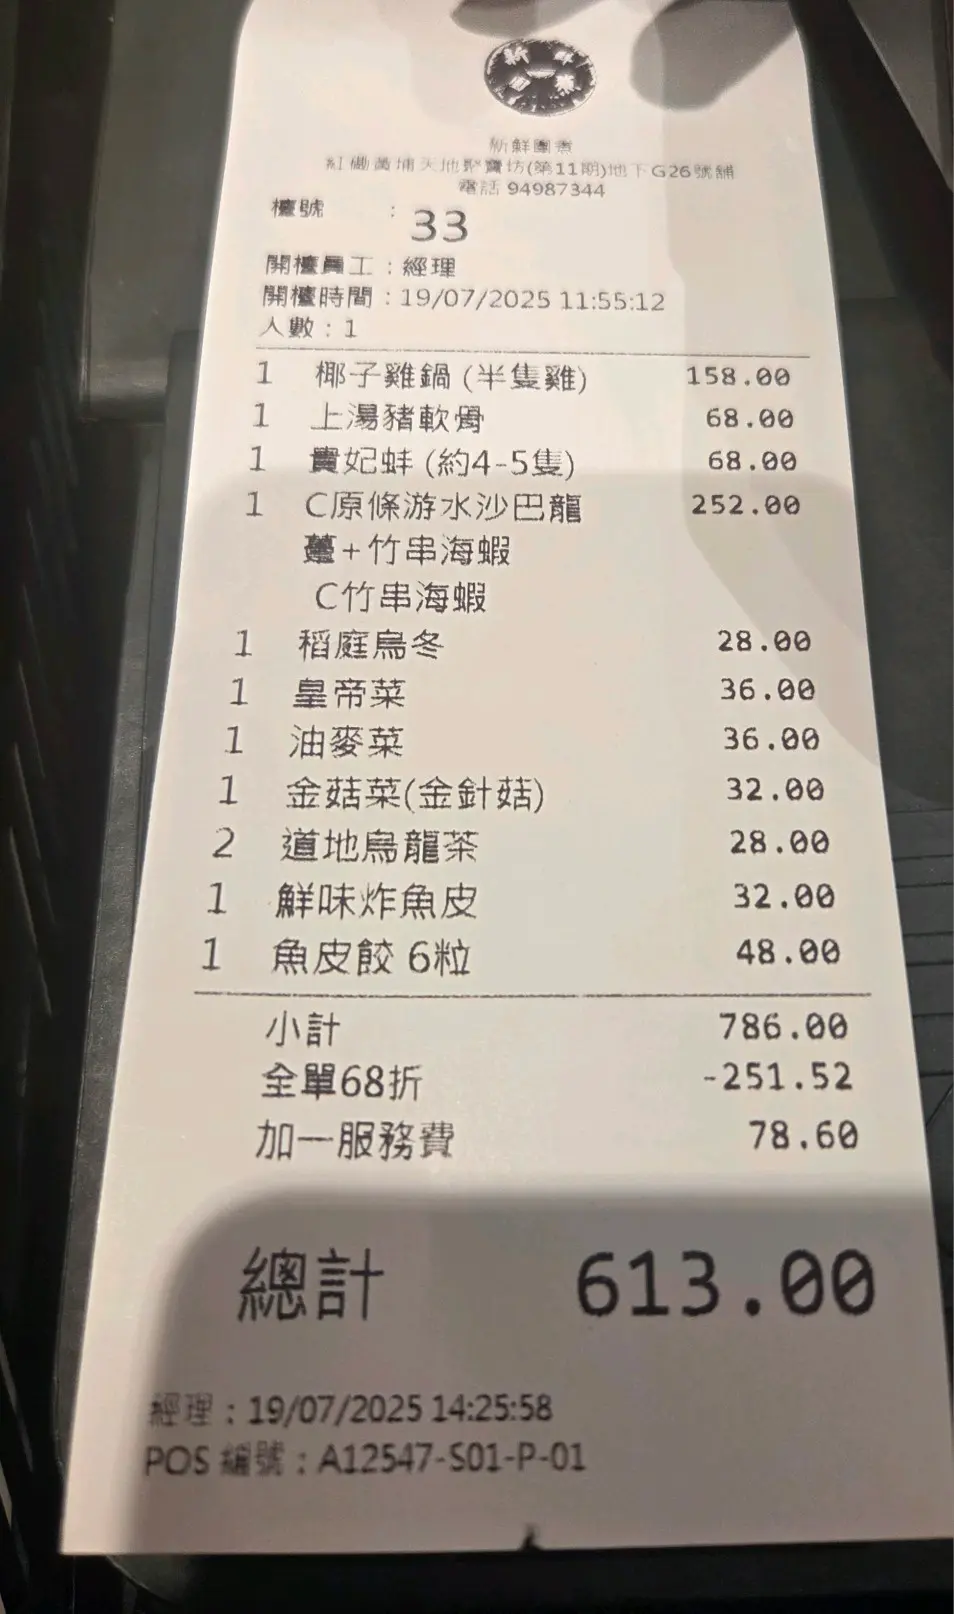 新鮮團煮
紅磡黃埔天地聚寶坊(第11期)地下G26號舖
電話 94987344
檯號 : 33
開檯員工 : 經理
開檯時間 : 19/07/2025 11:55:12
人數 : 1
1 椰子雞鍋 (半隻雞) 158.00
1 上湯豬軟骨 68.00
1 貴妃蚌 (約4-5隻) 68.00
1 C原條游水沙巴龍 252.00
躉+竹串海蝦
C竹串海蝦
1 稻庭烏冬 28.00
1 皇帝菜 36.00
1 油麥菜 36.00
1 金菇菜(金針菇) 32.00
2 道地烏龍茶 28.00
1 鮮味炸魚皮 32.00
1 魚皮餃 6粒 48.00
小計 786.00
全單68折 -251.52
加一服務費 78.60
總計 613.00
經理 : 19/07/2025 14:25:58
POS 編號 : A12547-S01-P-01